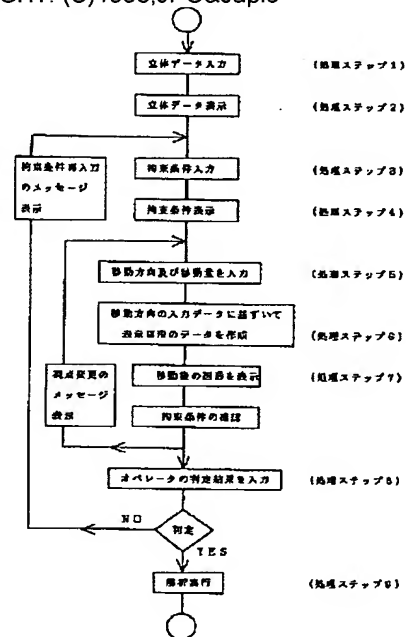 立体データ入力 (処理ステップ1)
立体データ表示 (処理ステップ2)
拘束条件再入力
のメッセージ
表示
拘束条件入力 (処理ステップ3)
拘束条件表示 (処理ステップ4)
移動方向及び移動量を入力 (処理ステップ5)
移動方向の入力データに基ずいて
表示画像のデータを作成 (処理ステップ6)
視点変更の
メッセージ
表示
移動後の画像を表示 (処理ステップ7)
拘束条件の確認
オペレータの判定結果を入力 (処理ステップ8)
NO
判定
YES
解析実行 (処理ステップ9)